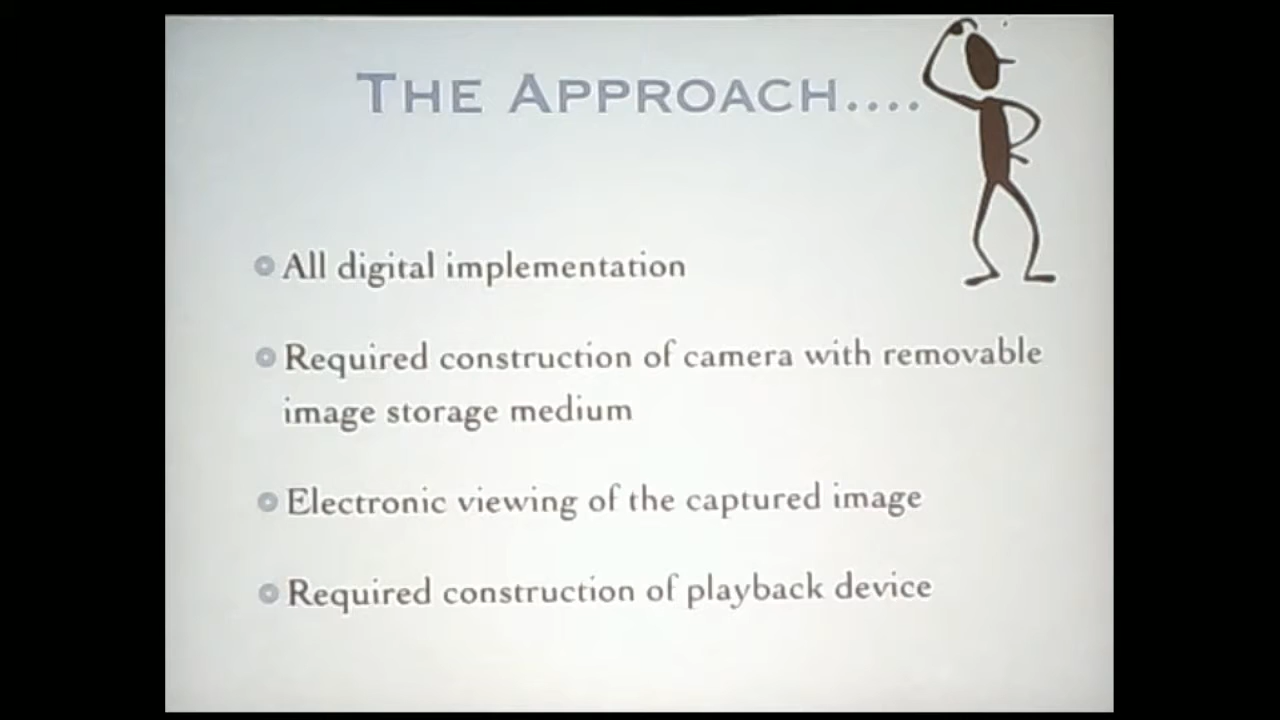 THE APPROACH....
All digital implementation
Required construction of camera with removable
image storage medium
Electronic viewing of the captured image
Required construction of playback device